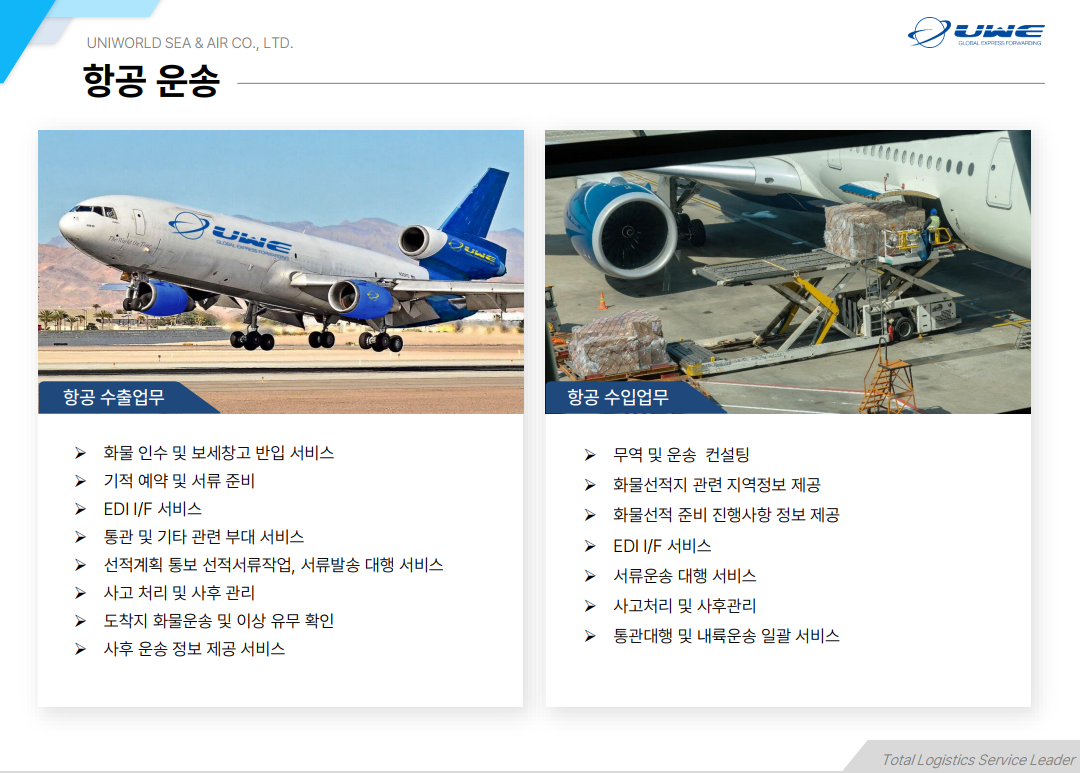 UNIWORLD SEA & AIR CO., LTD.
UWE
GLOBAL EXPRESS FORWARDING
항공 운송
UWE
GLOBAL EXPRESS FORWARDING
UWE
항공 수출업무
➢ 화물 인수 및 보세창고 반입 서비스
➢ 기적 예약 및 서류 준비
➢ EDI I/F 서비스
➢ 통관 및 기타 관련 부대 서비스
➢ 선적계획 통보 선적서류작업, 서류발송 대행 서비스
➢ 사고 처리 및 사후 관리
➢ 도착지 화물운송 및 이상 유무 확인
➢ 사후 운송 정보 제공 서비스
항공 수입업무
➢ 무역 및 운송  컨설팅
➢ 화물선적지 관련 지역정보 제공
➢ 화물선적 준비 진행사항 정보 제공
➢ EDI I/F 서비스
➢ 서류운송 대행 서비스
➢ 사고처리 및 사후관리
➢ 통관대행 및 내륙운송 일괄 서비스
Total Logistics Service Leader